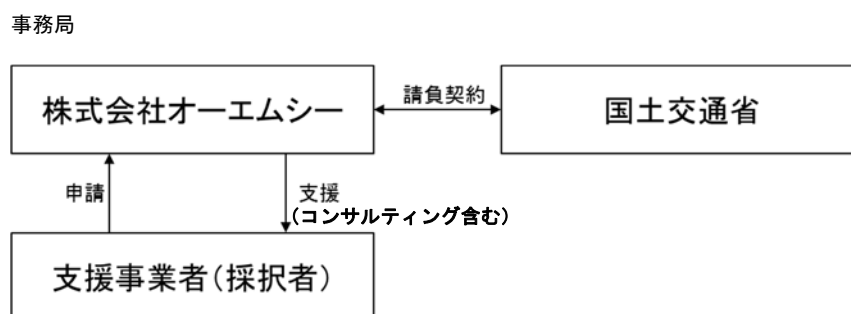 事務局
株式会社オーエムシー
請負契約
国土交通省
申請
支援
（コンサルティング含む）
支援事業者（採択者）